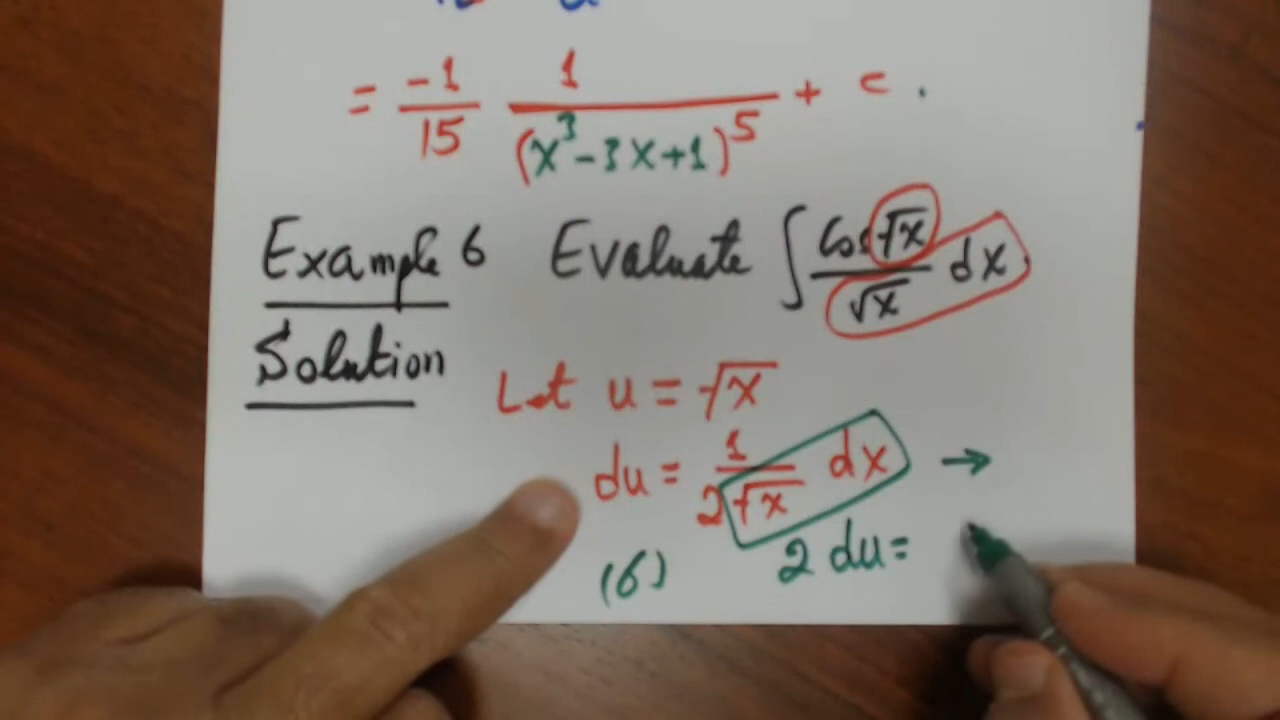 = -1/15 1/(x³-3x+1)⁵ + c.
Example 6 Evaluate ∫ cos√x/√x dx.
Solution
Let u = √x
du = 1/2√x dx →
(6) 2 du =